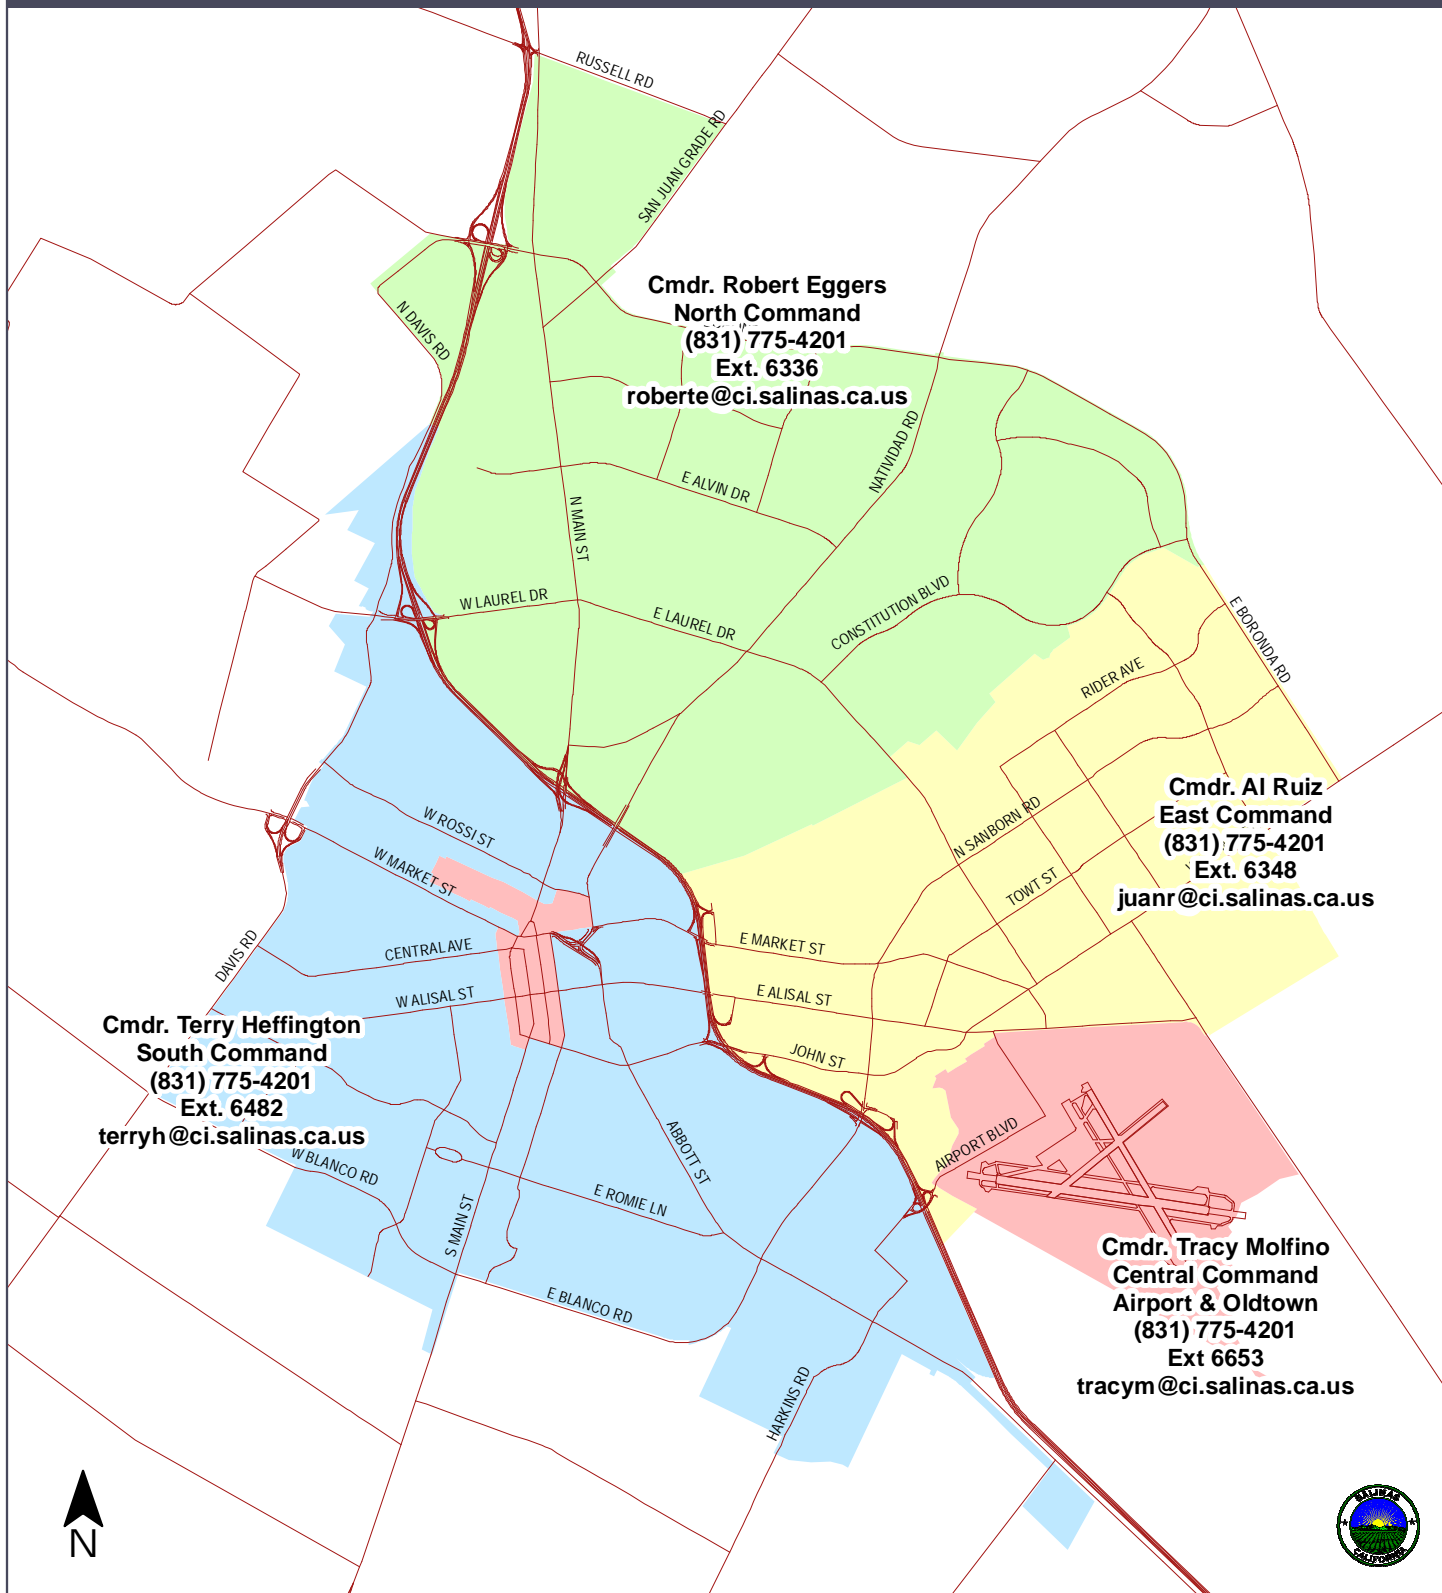 RUSSELL RD
SAN JUAN GRADE RD
Cmdr. Robert Eggers
North Command
(831) 775-4201
Ext. 6336
roberte@ci.salinas.ca.us
N DAVIS RD
NATIVIDAD RD
E ALVIN DR
N MAIN ST
W LAUREL DR
E LAUREL DR
CONSTITUTION BLVD
E BORONDA RD
RIDER AVE
Cmdr. Al Ruiz
East Command
(831) 775-4201
Ext. 6348
juanr@ci.salinas.ca.us
N SANBORN RD
TOWT ST
W ROSSI ST
W MARKET ST
E MARKET ST
CENTRAL AVE
DAVIS RD
W ALISAL ST
E ALISAL ST
Cmdr. Terry Heffington
South Command
(831) 775-4201
Ext. 6482
terryh@ci.salinas.ca.us
JOHN ST
ABBOTT ST
AIRPORT BLVD
W BLANCO RD
E ROMIE LN
S MAIN ST
Cmdr. Tracy Molfino
Central Command
Airport & Oldtown
(831) 775-4201
Ext 6653
tracym@ci.salinas.ca.us
E BLANCO RD
HARKINS RD
N
SALINAS
CALIFORNIA